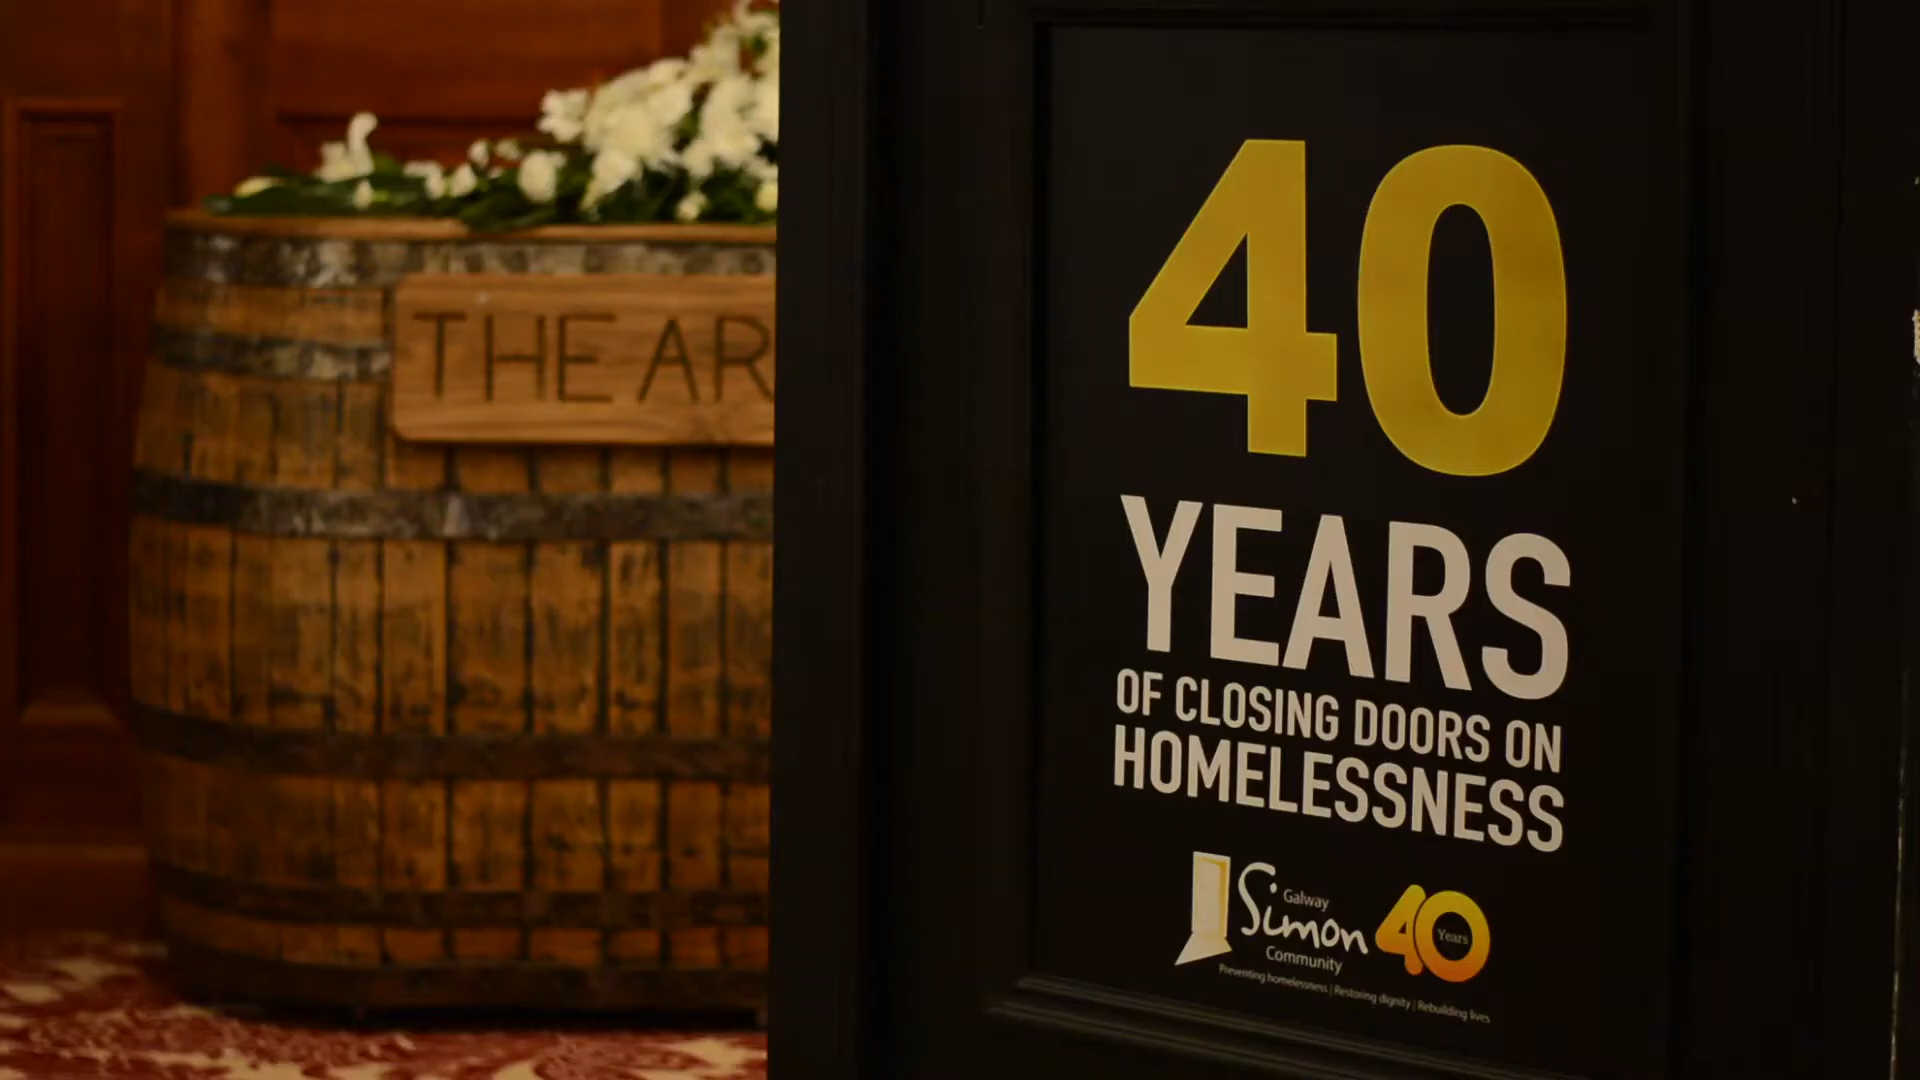 THE AR
40
YEARS
OF CLOSING DOORS ON
HOMELESSNESS
Galway
Simon
Community
40
Years
Preventing homelessness | Restoring dignity | Rebuilding lives